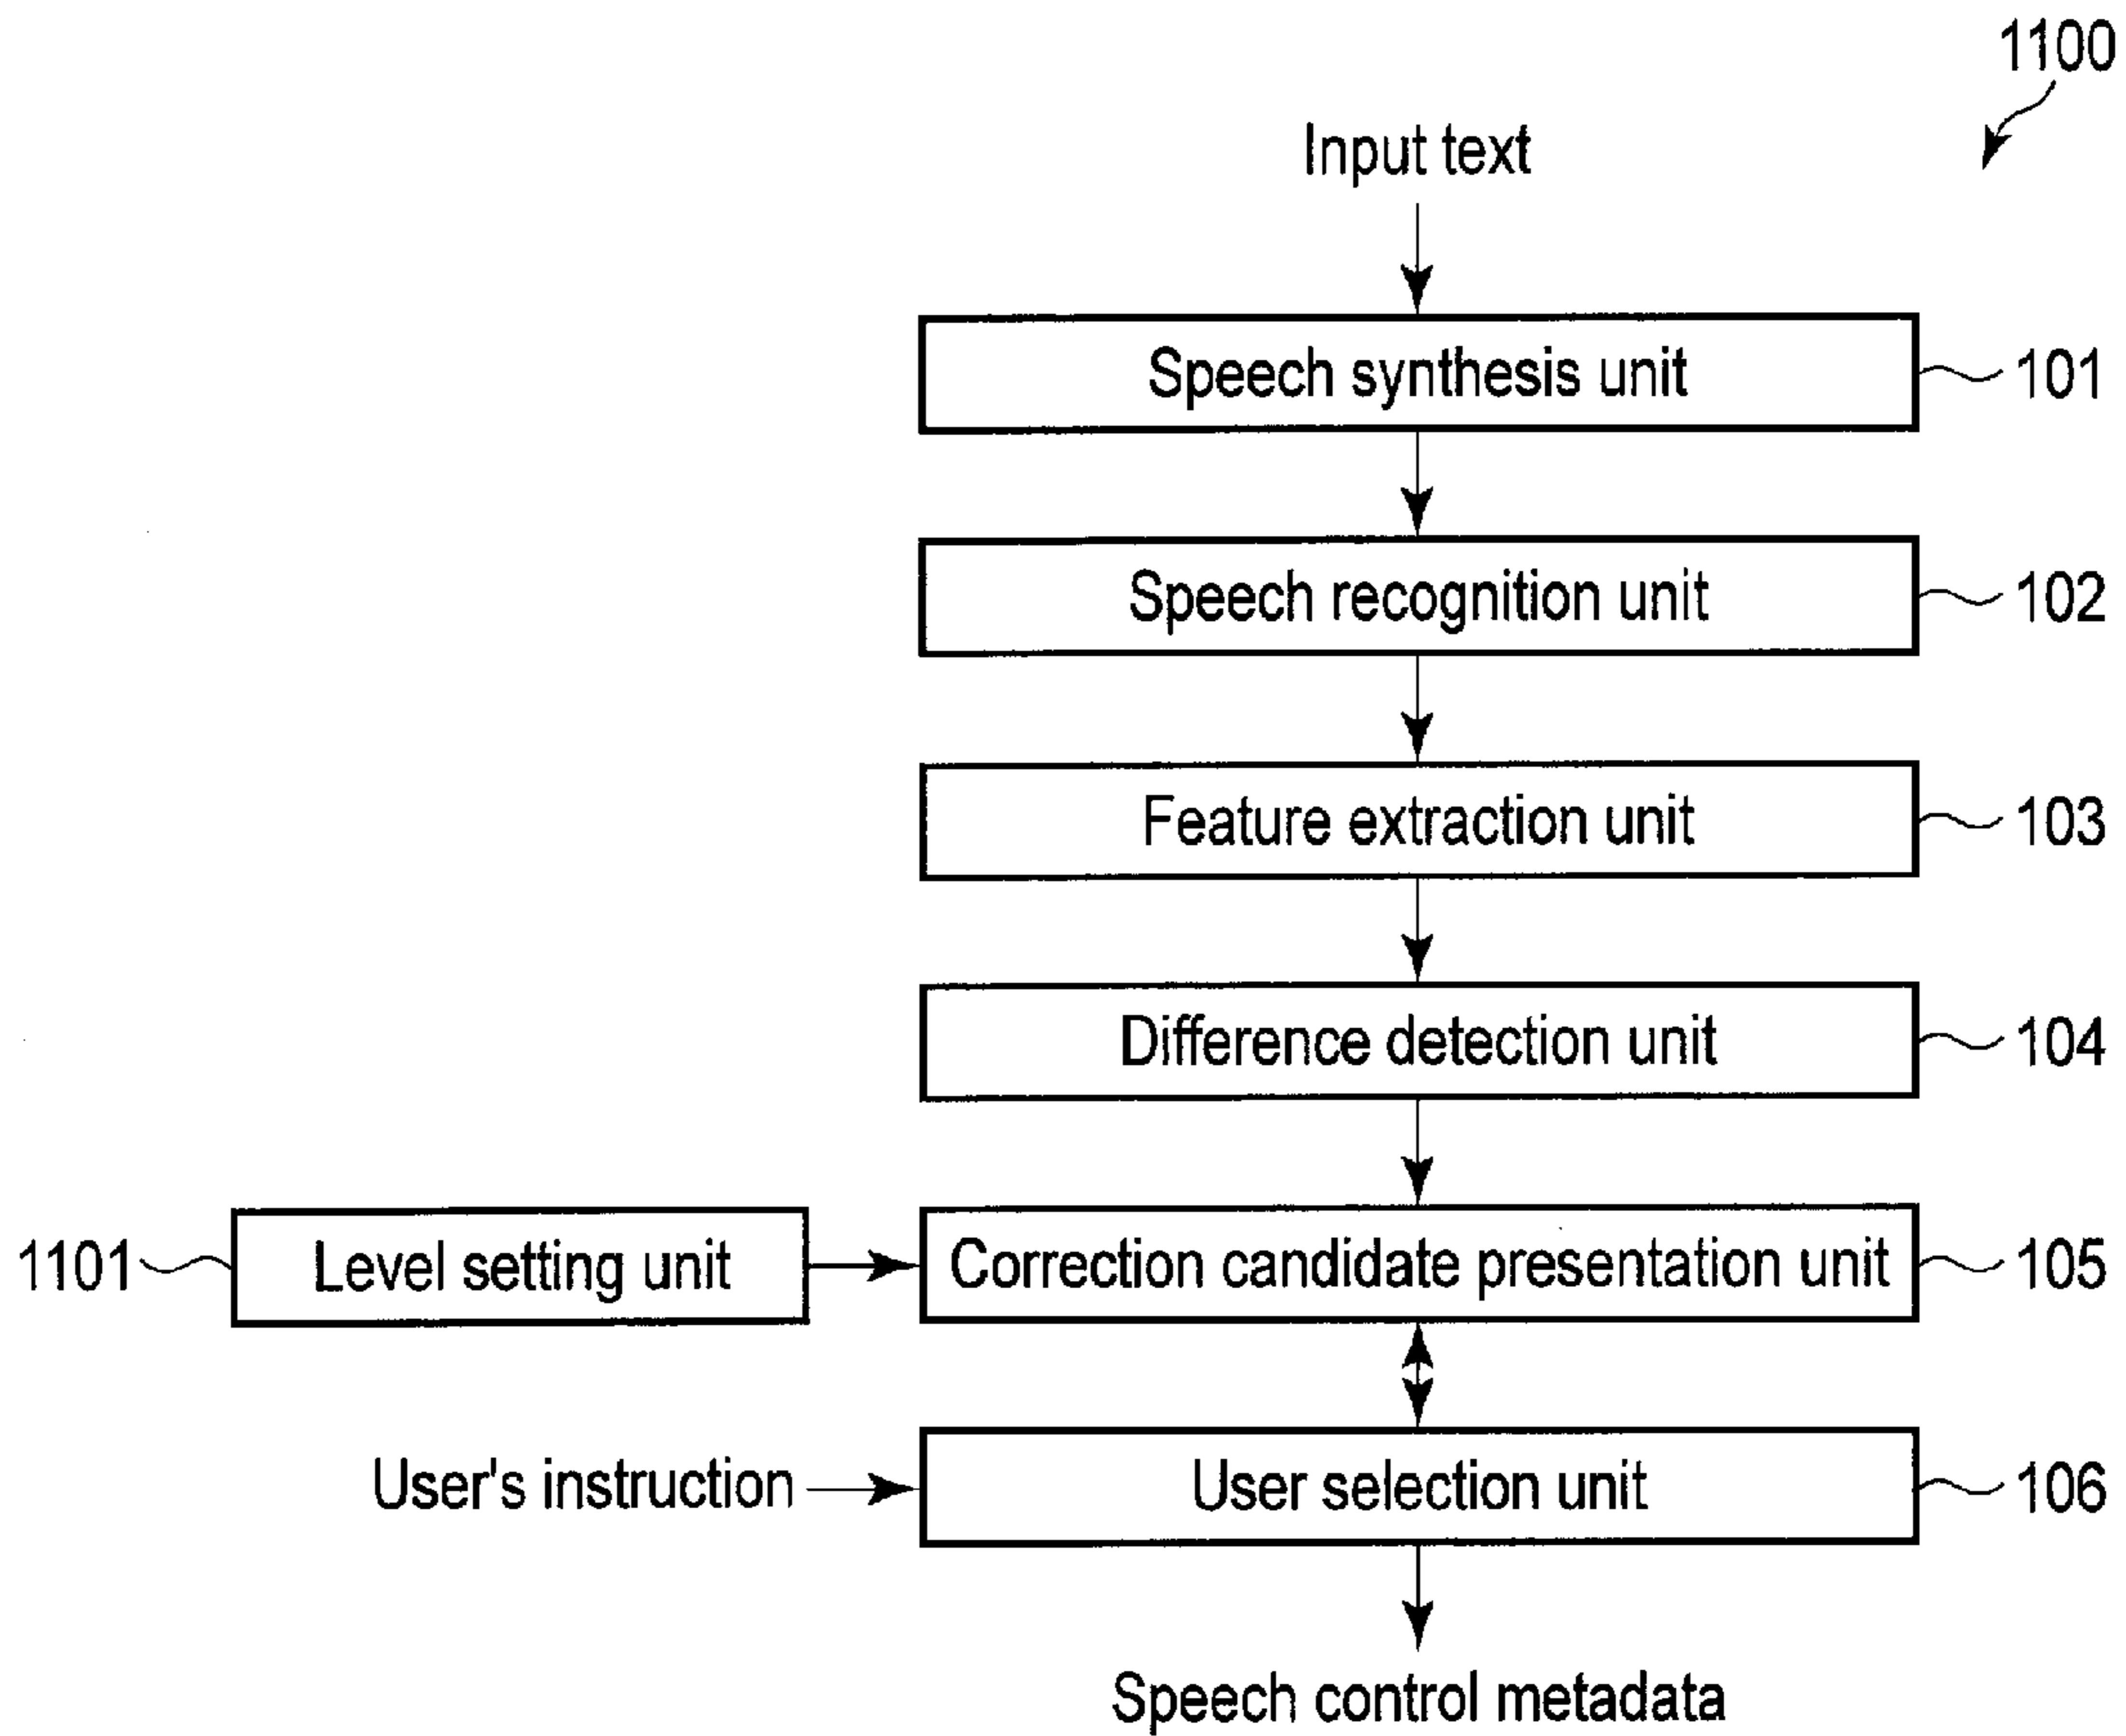 1100
Input text
Speech synthesis unit 101
Speech recognition unit 102
Feature extraction unit 103
Difference detection unit 104
1101 Level setting unit Correction candidate presentation unit 105
User's instruction User selection unit 106
Speech control metadata